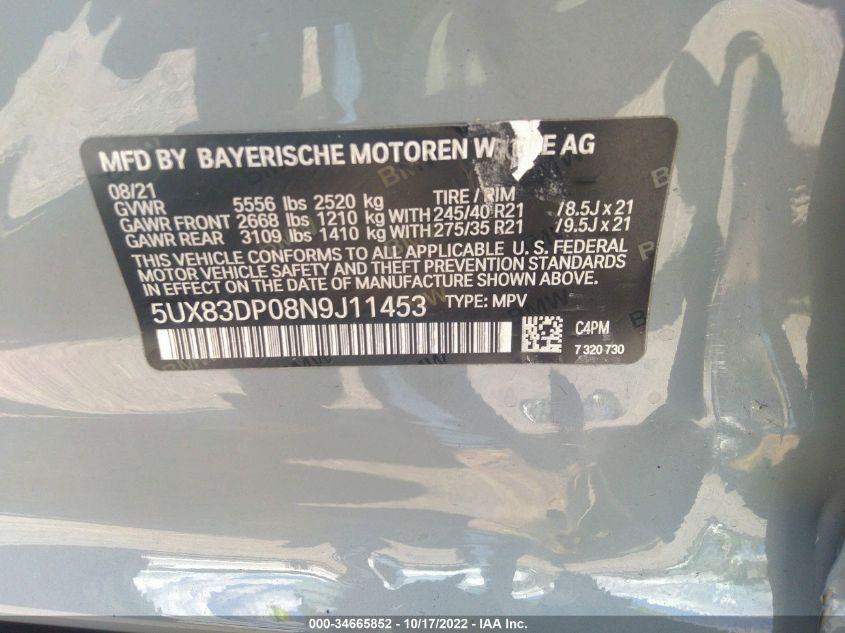 MFD BY BAYERISCHE MOTOREN AG
08/21
GVWR 5556 lbs 2520 kg TIRE / RIM
GAWR FRONT 2668 lbs 1210 kg WITH 245/40 R21 /8.5J x 21
GAWR REAR 3109 lbs 1410 kg WITH 275/35 R21 /9.5J x 21
THIS VEHICLE CONFORMS TO ALL APPLICABLE U. S. FEDERAL
MOTOR VEHICLE SAFETY AND THEFT PREVENTION STANDARDS
IN EFFECT ON THE DATE OF MANUFACTURE SHOWN ABOVE.
5UX83DP08N9J11453 TYPE: MPV
C4PM
7 320 730
000-34665852 - 10/17/2022 - IAA Inc.